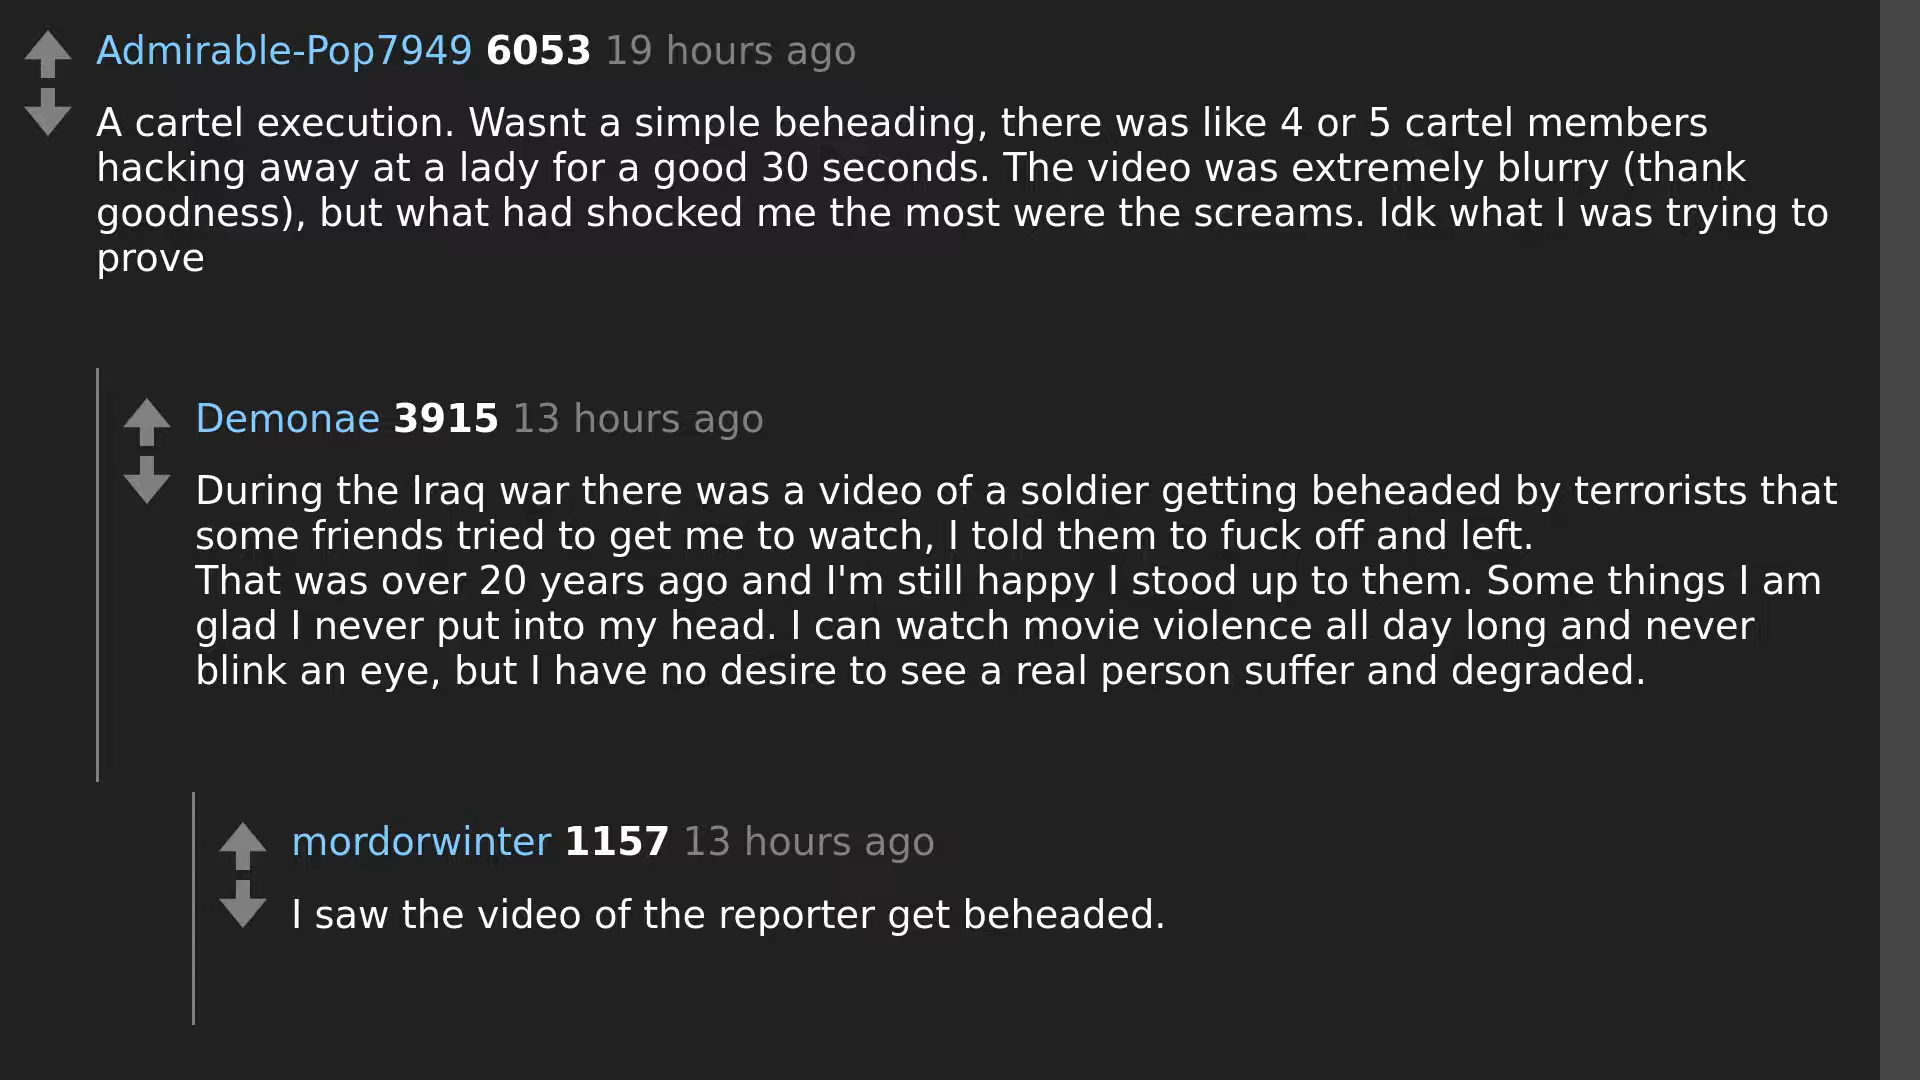 Admirable-Pop7949 6053 19 hours ago
A cartel execution. Wasnt a simple beheading, there was like 4 or 5 cartel members
hacking away at a lady for a good 30 seconds. The video was extremely blurry (thank
goodness), but what had shocked me the most were the screams. Idk what I was trying to
prove
Demonae 3915 13 hours ago
During the Iraq war there was a video of a soldier getting beheaded by terrorists that
some friends tried to get me to watch, I told them to fuck off and left.
That was over 20 years ago and I'm still happy I stood up to them. Some things I am
glad I never put into my head. I can watch movie violence all day long and never
blink an eye, but I have no desire to see a real person suffer and degraded.
mordorwinter 1157 13 hours ago
I saw the video of the reporter get beheaded.